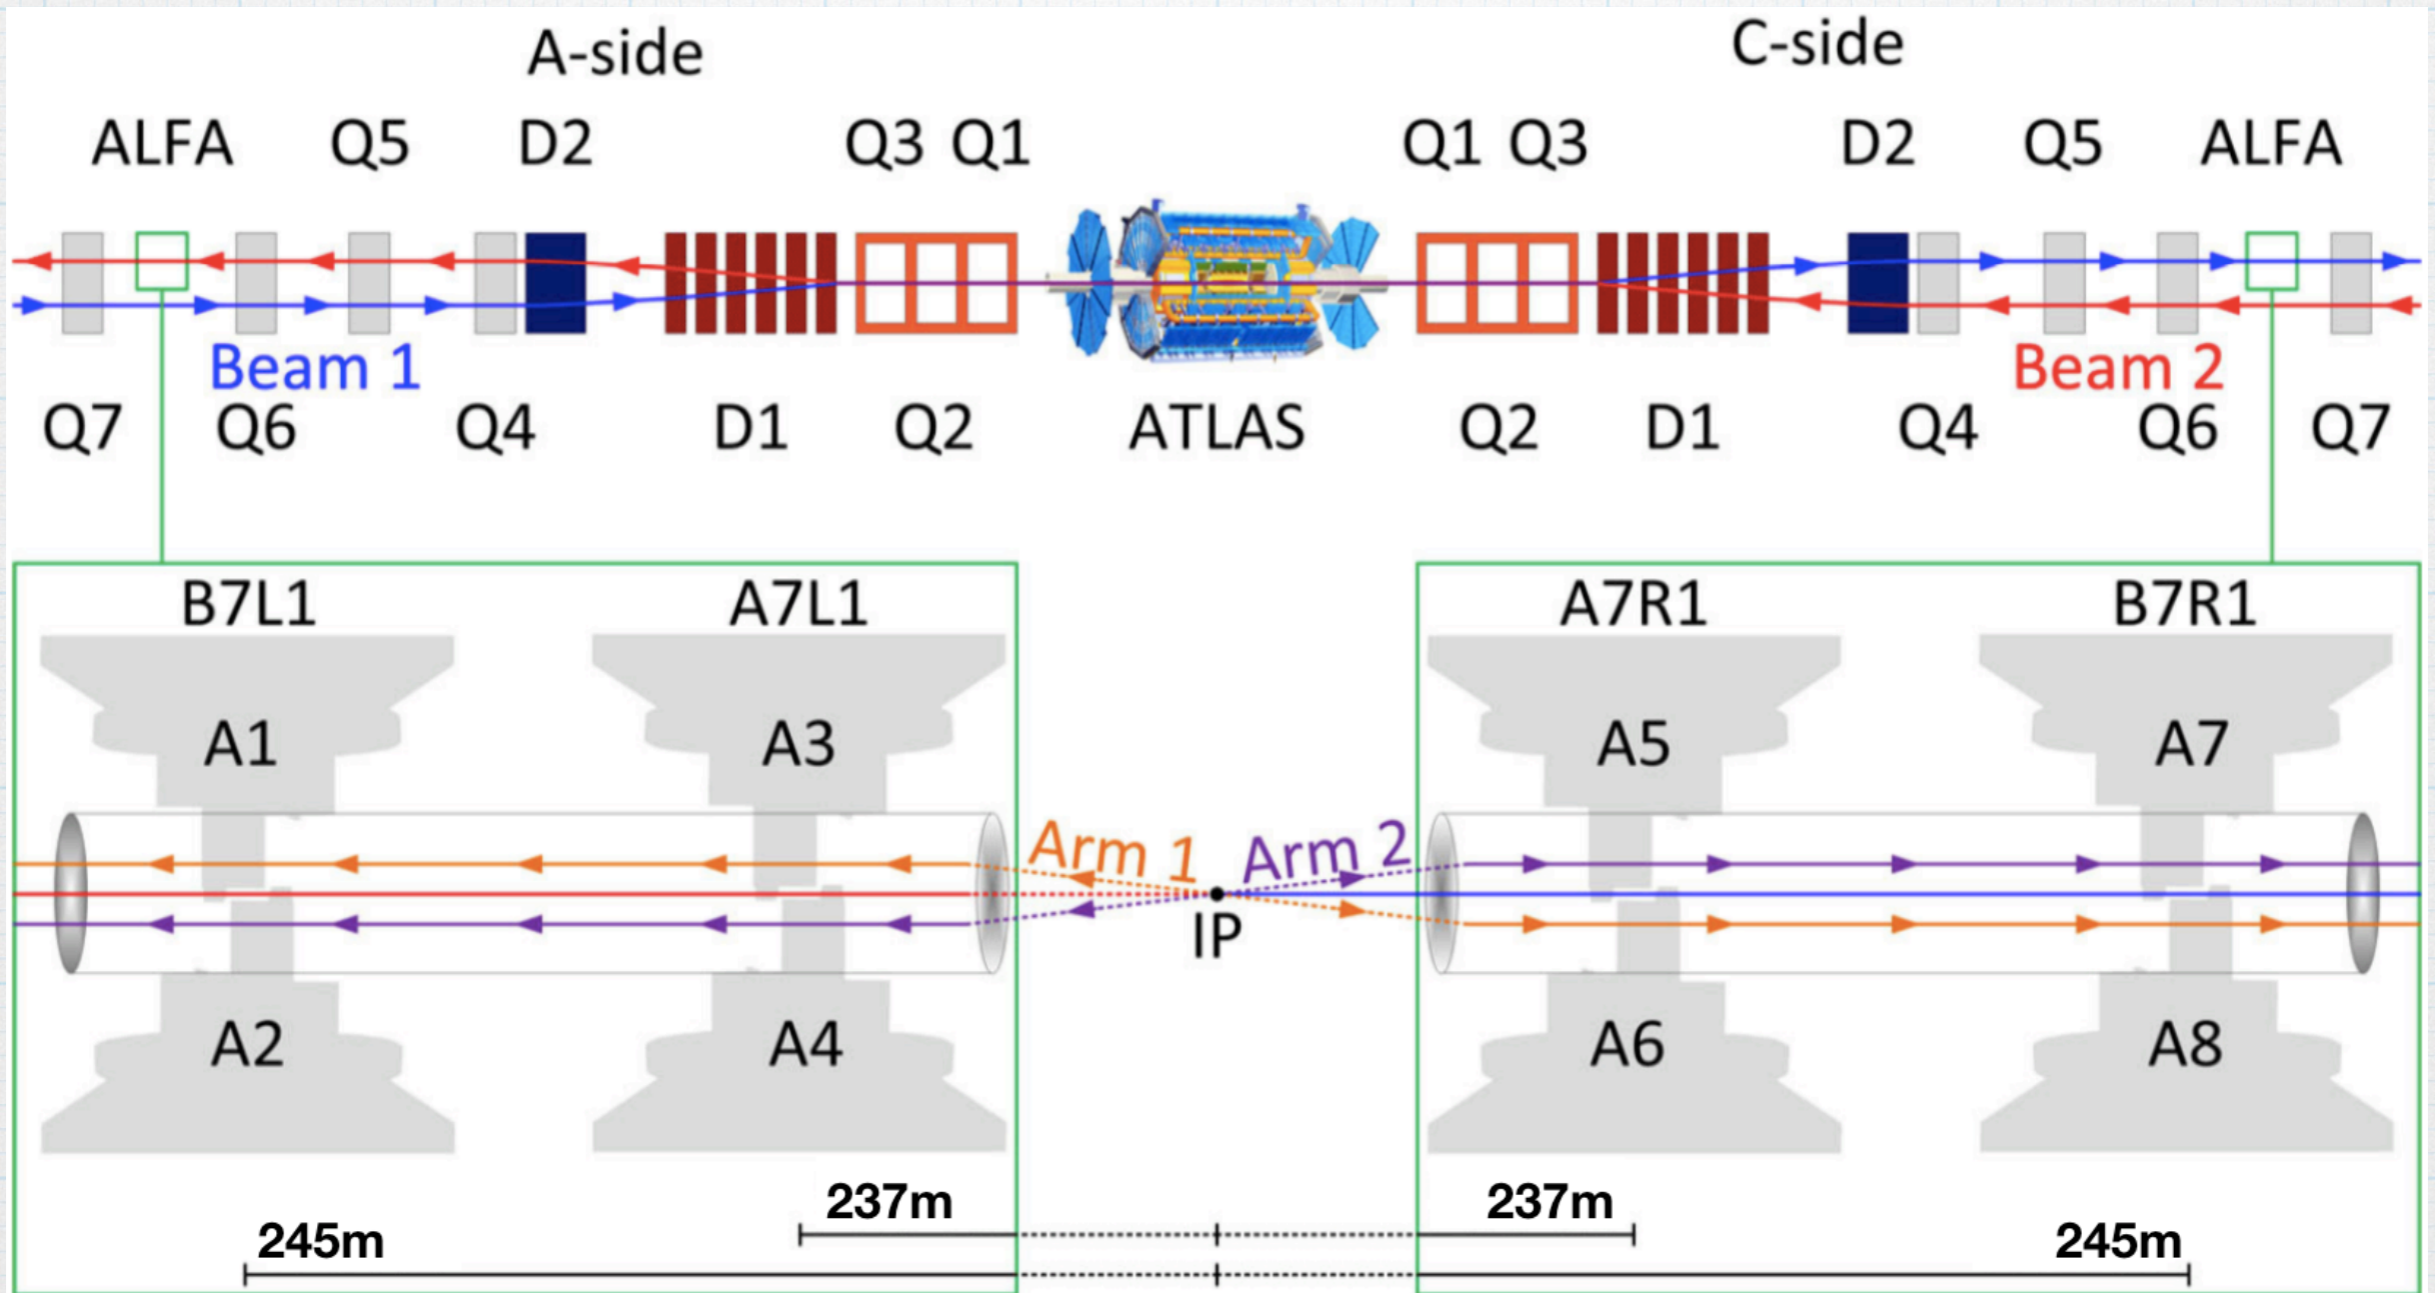 A-side
C-side
ALFA Q5 D2 Q3 Q1 Q1 Q3 D2 Q5 ALFA
Beam 1
Beam 2
Q7 Q6 Q4 D1 Q2 ATLAS Q2 D1 Q4 Q6 Q7
B7L1 A7L1 A7R1 B7R1
A1 A3 A5 A7
Arm 1 Arm 2
IP
A2 A4 A6 A8
237m 237m
245m 245m